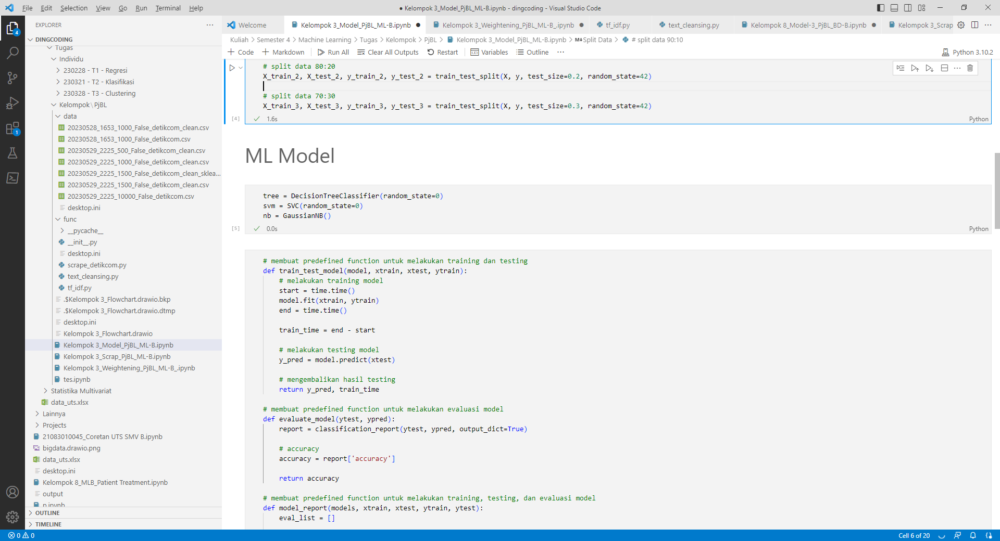 File Edit Selection View Go Run Terminal Help
● Kelompok 3_Model_PjBL_ML-B.ipynb - dingcoding - Visual Studio Code
EXPLORER
DINGCODING
Tugas
Individu
230228 - T1 - Regresi
230321 - T2 - Klasifikasi
230328 - T3 - Clustering
Kelompok\PjBL
data
20230528_1653_1000_False_detikcom_clean.csv
20230528_1653_1000_False_detikcom.csv
20230529_2225_500_False_detikcom_clean.csv
20230529_2225_1000_False_detikcom_clean.csv
20230529_2225_1500_False_detikcom_clean_sklea...
20230529_2225_1500_False_detikcom_clean.csv
20230529_2225_10000_False_detikcom.csv
desktop.ini
func
__pycache__
__init__.py
desktop.ini
scrape_detikcom.py
text_cleansing.py
tf_idf.py
.$Kelompok 3_Flowchart.drawio.bkp
.$Kelompok 3_Flowchart.drawio.dtmp
desktop.ini
Kelompok 3_Flowchart.drawio
Kelompok 3_Model_PjBL_ML-B.ipynb
Kelompok 3_Scrap_PjBL_ML-B.ipynb
Kelompok 3_Weightening_PjBL_ML-B_.ipynb
tes.ipynb
Statistika Multivariat
data_uts.xlsx
Lainnya
Projects
21083010045_Coretan UTS SMV B.ipynb
bigdata.drawio.png
data_uts.xlsx
desktop.ini
Kelompok 8_MLB_Patient Treatment.ipynb
output
p.ipynb
OUTLINE
TIMELINE
4
1
Welcome
Kelompok 3_Model_PjBL_ML-B.ipynb ●
Kelompok 3_Weightening_PjBL_ML-B_.ipynb ●
tf_idf.py
text_cleansing.py
Kelompok 8_Model-3_PjBL_BD-B.ipynb ●
Kelompok 3_Scrap
Kuliah > Semester 4 > Machine Learning > Tugas > Kelompok > PjBL > Kelompok 3_Model_PjBL_ML-B.ipynb > M↓Split Data > # split data 90:10
+ Code + Markdown Run All Clear All Outputs Restart Variables Outline ...
Python 3.10.2
# split data 80:20
X_train_2, X_test_2, y_train_2, y_test_2 = train_test_split(X, y, test_size=0.2, random_state=42)
# split data 70:30
X_train_3, X_test_3, y_train_3, y_test_3 = train_test_split(X, y, test_size=0.3, random_state=42)
[4] ✓ 1.6s Python
ML Model
tree = DecisionTreeClassifier(random_state=0)
svm = SVC(random_state=0)
nb = GaussianNB()
[5] ✓ 0.0s Python
# membuat predefined function untuk melakukan training dan testing
def train_test_model(model, xtrain, xtest, ytrain):
# melakukan training model
start = time.time()
model.fit(xtrain, ytrain)
end = time.time()
train_time = end - start
# melakukan testing model
y_pred = model.predict(xtest)
# mengembalikan hasil testing
return y_pred, train_time
# membuat predefined function untuk melakukan evaluasi model
def evaluate_model(ytest, ypred):
report = classification_report(ytest, ypred, output_dict=True)
# accuracy
accuracy = report['accuracy']
return accuracy
# membuat predefined function untuk melakukan training, testing, dan evaluasi model
def model_report(models, xtrain, xtest, ytrain, ytest):
eval_list = []
0 0
Cell 6 of 20